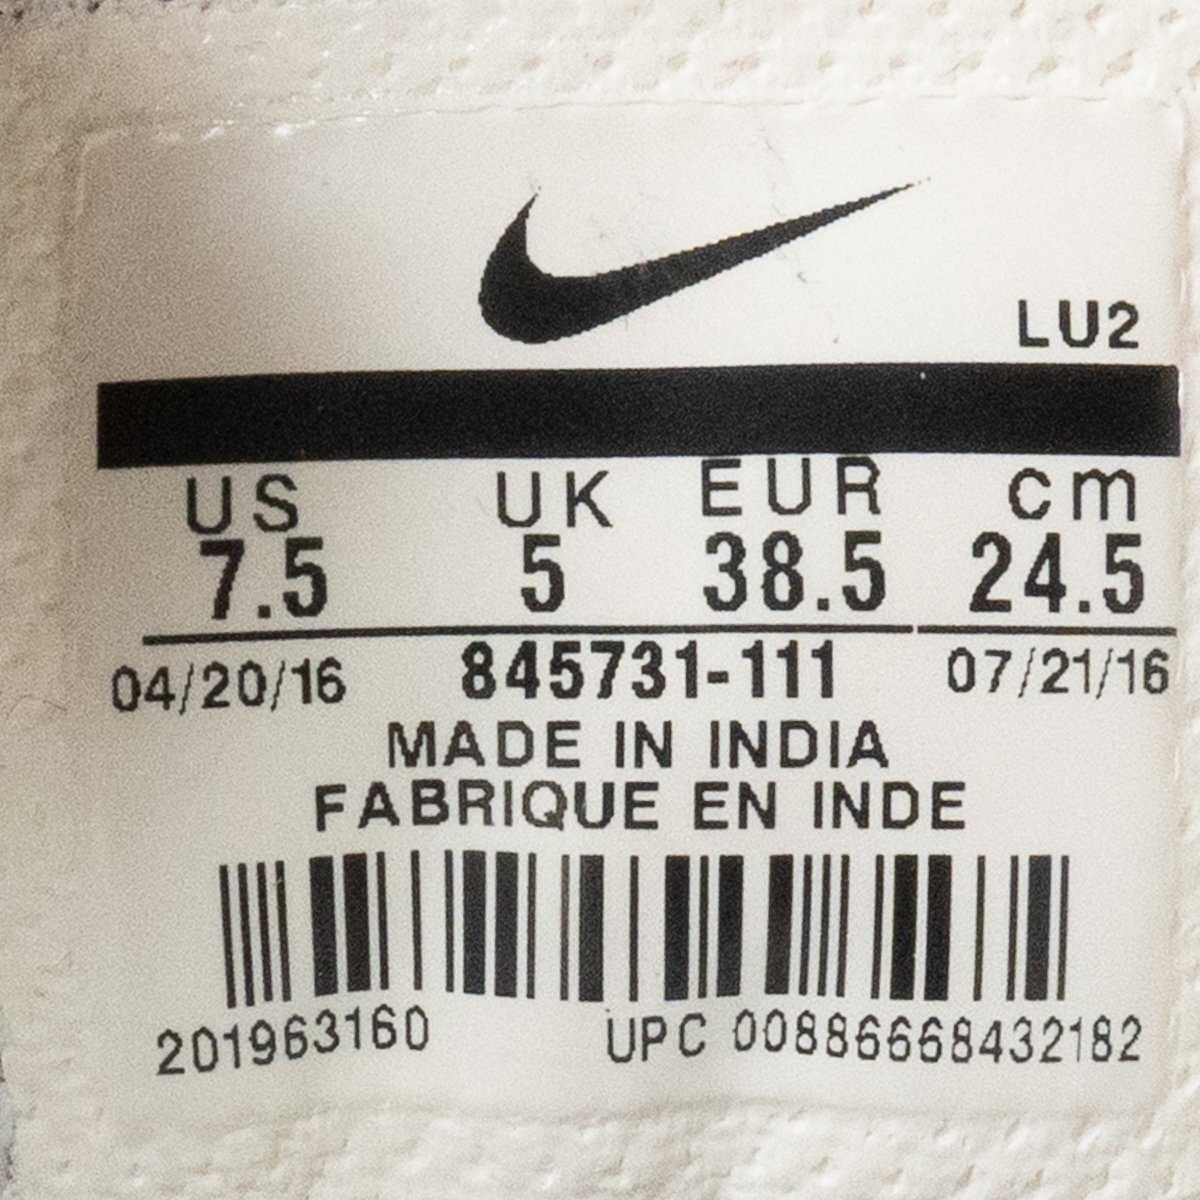 LU2
US UK EUR cm
7.5 5 38.5 24.5
04/20/16 845731-111 07/21/16
MADE IN INDIA
FABRIQUE EN INDE
201963160 UPC 00886668432182